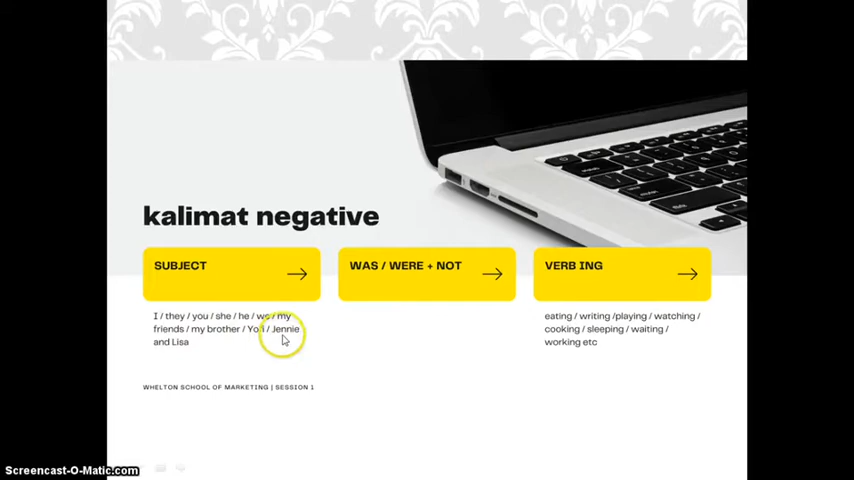 kalimat negative
SUBJECT
WAS / WERE + NOT
VERB ING
I / they / you / she / he / we / my
friends / my brother / / Jennie
and Lisa
eating / writing /playing / watching /
cooking / sleeping / waiting /
working etc
WHELTON SCHOOL OF MARKETING | SESSION 1
Screencast-O-Matic.com